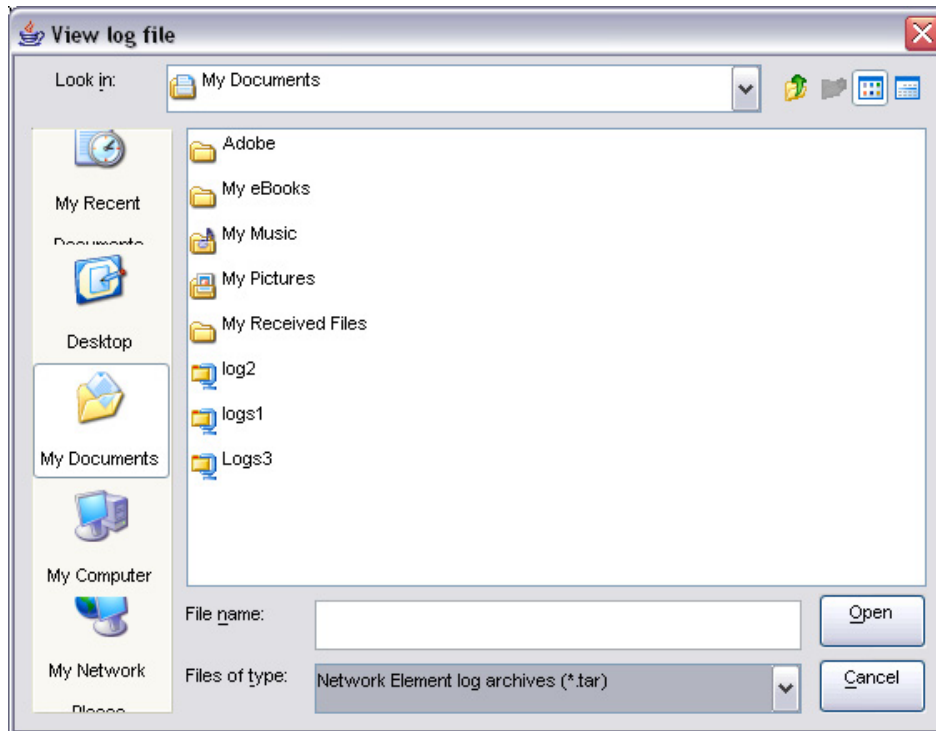 View log file
Look in:
My Documents
My Recent
Documents
Desktop
My Documents
My Computer
My Network
Adobe
My eBooks
My Music
My Pictures
My Received Files
log2
logs1
Logs3
File name:
Open
Files of type:
Network Element log archives (*.tar)
Cancel